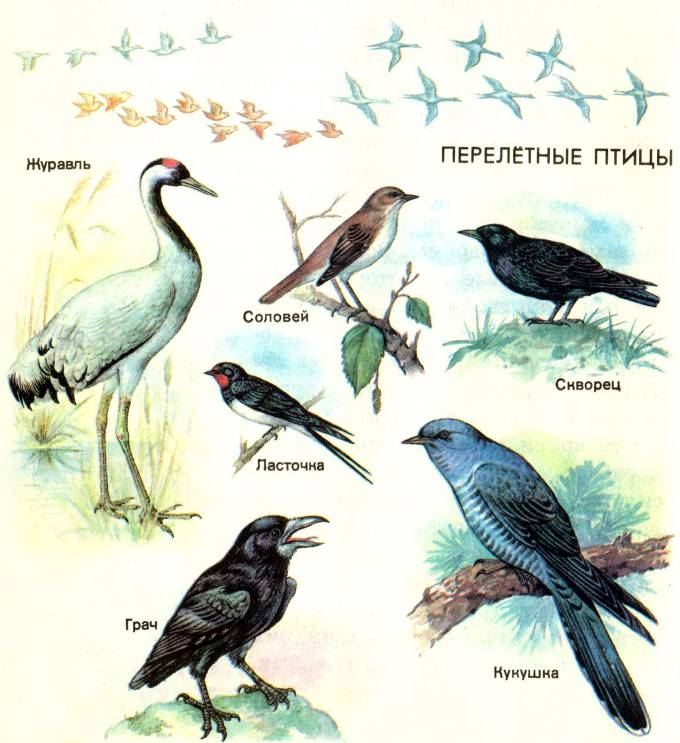 ПЕРЕЛЁТНЫЕ ПТИЦЫ
Журавль
Соловей
Скворец
Ласточка
Грач
Кукушка